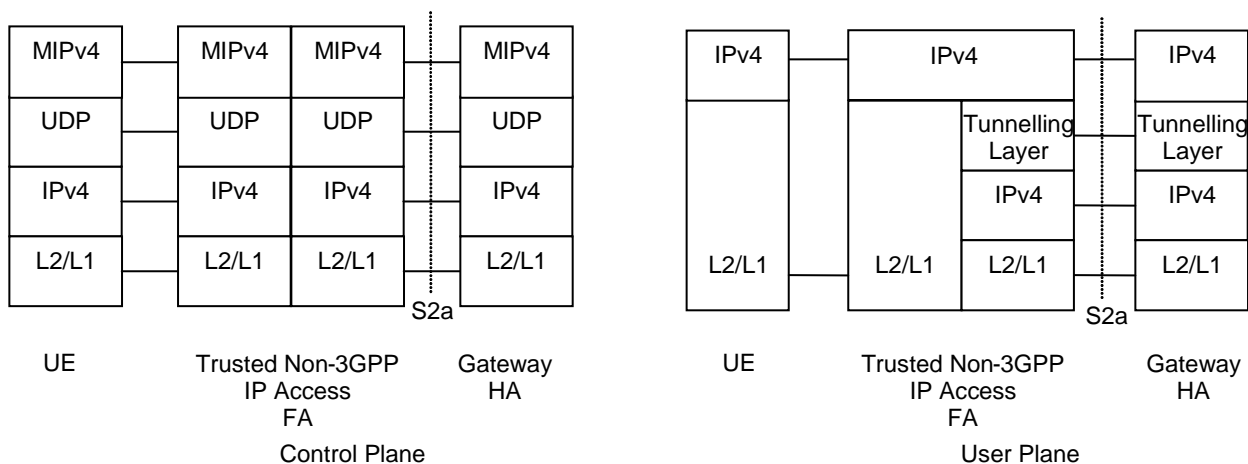 MIPv4 MIPv4 MIPv4 MIPv4
UDP UDP UDP UDP
IPv4 IPv4 IPv4 IPv4
L2/L1 L2/L1 L2/L1 L2/L1
S2a
UE
Trusted Non-3GPP
IP Access
FA
Gateway
HA
Control Plane
IPv4 IPv4 IPv4
Tunnelling
Layer
Tunnelling
Layer
IPv4 IPv4
L2/L1 L2/L1 L2/L1 L2/L1
S2a
UE
Trusted Non-3GPP
IP Access
FA
Gateway
HA
User Plane